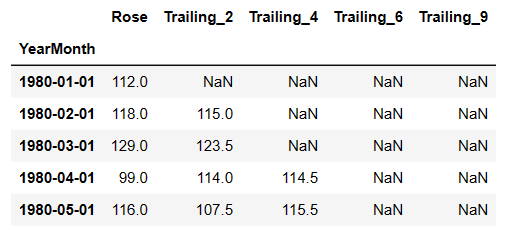 Rose Trailing_2 Trailing_4 Trailing_6 Trailing_9
YearMonth
1980-01-01 112.0 NaN NaN NaN NaN
1980-02-01 118.0 115.0 NaN NaN NaN
1980-03-01 129.0 123.5 NaN NaN NaN
1980-04-01 99.0 114.0 114.5 NaN NaN
1980-05-01 116.0 107.5 115.5 NaN NaN